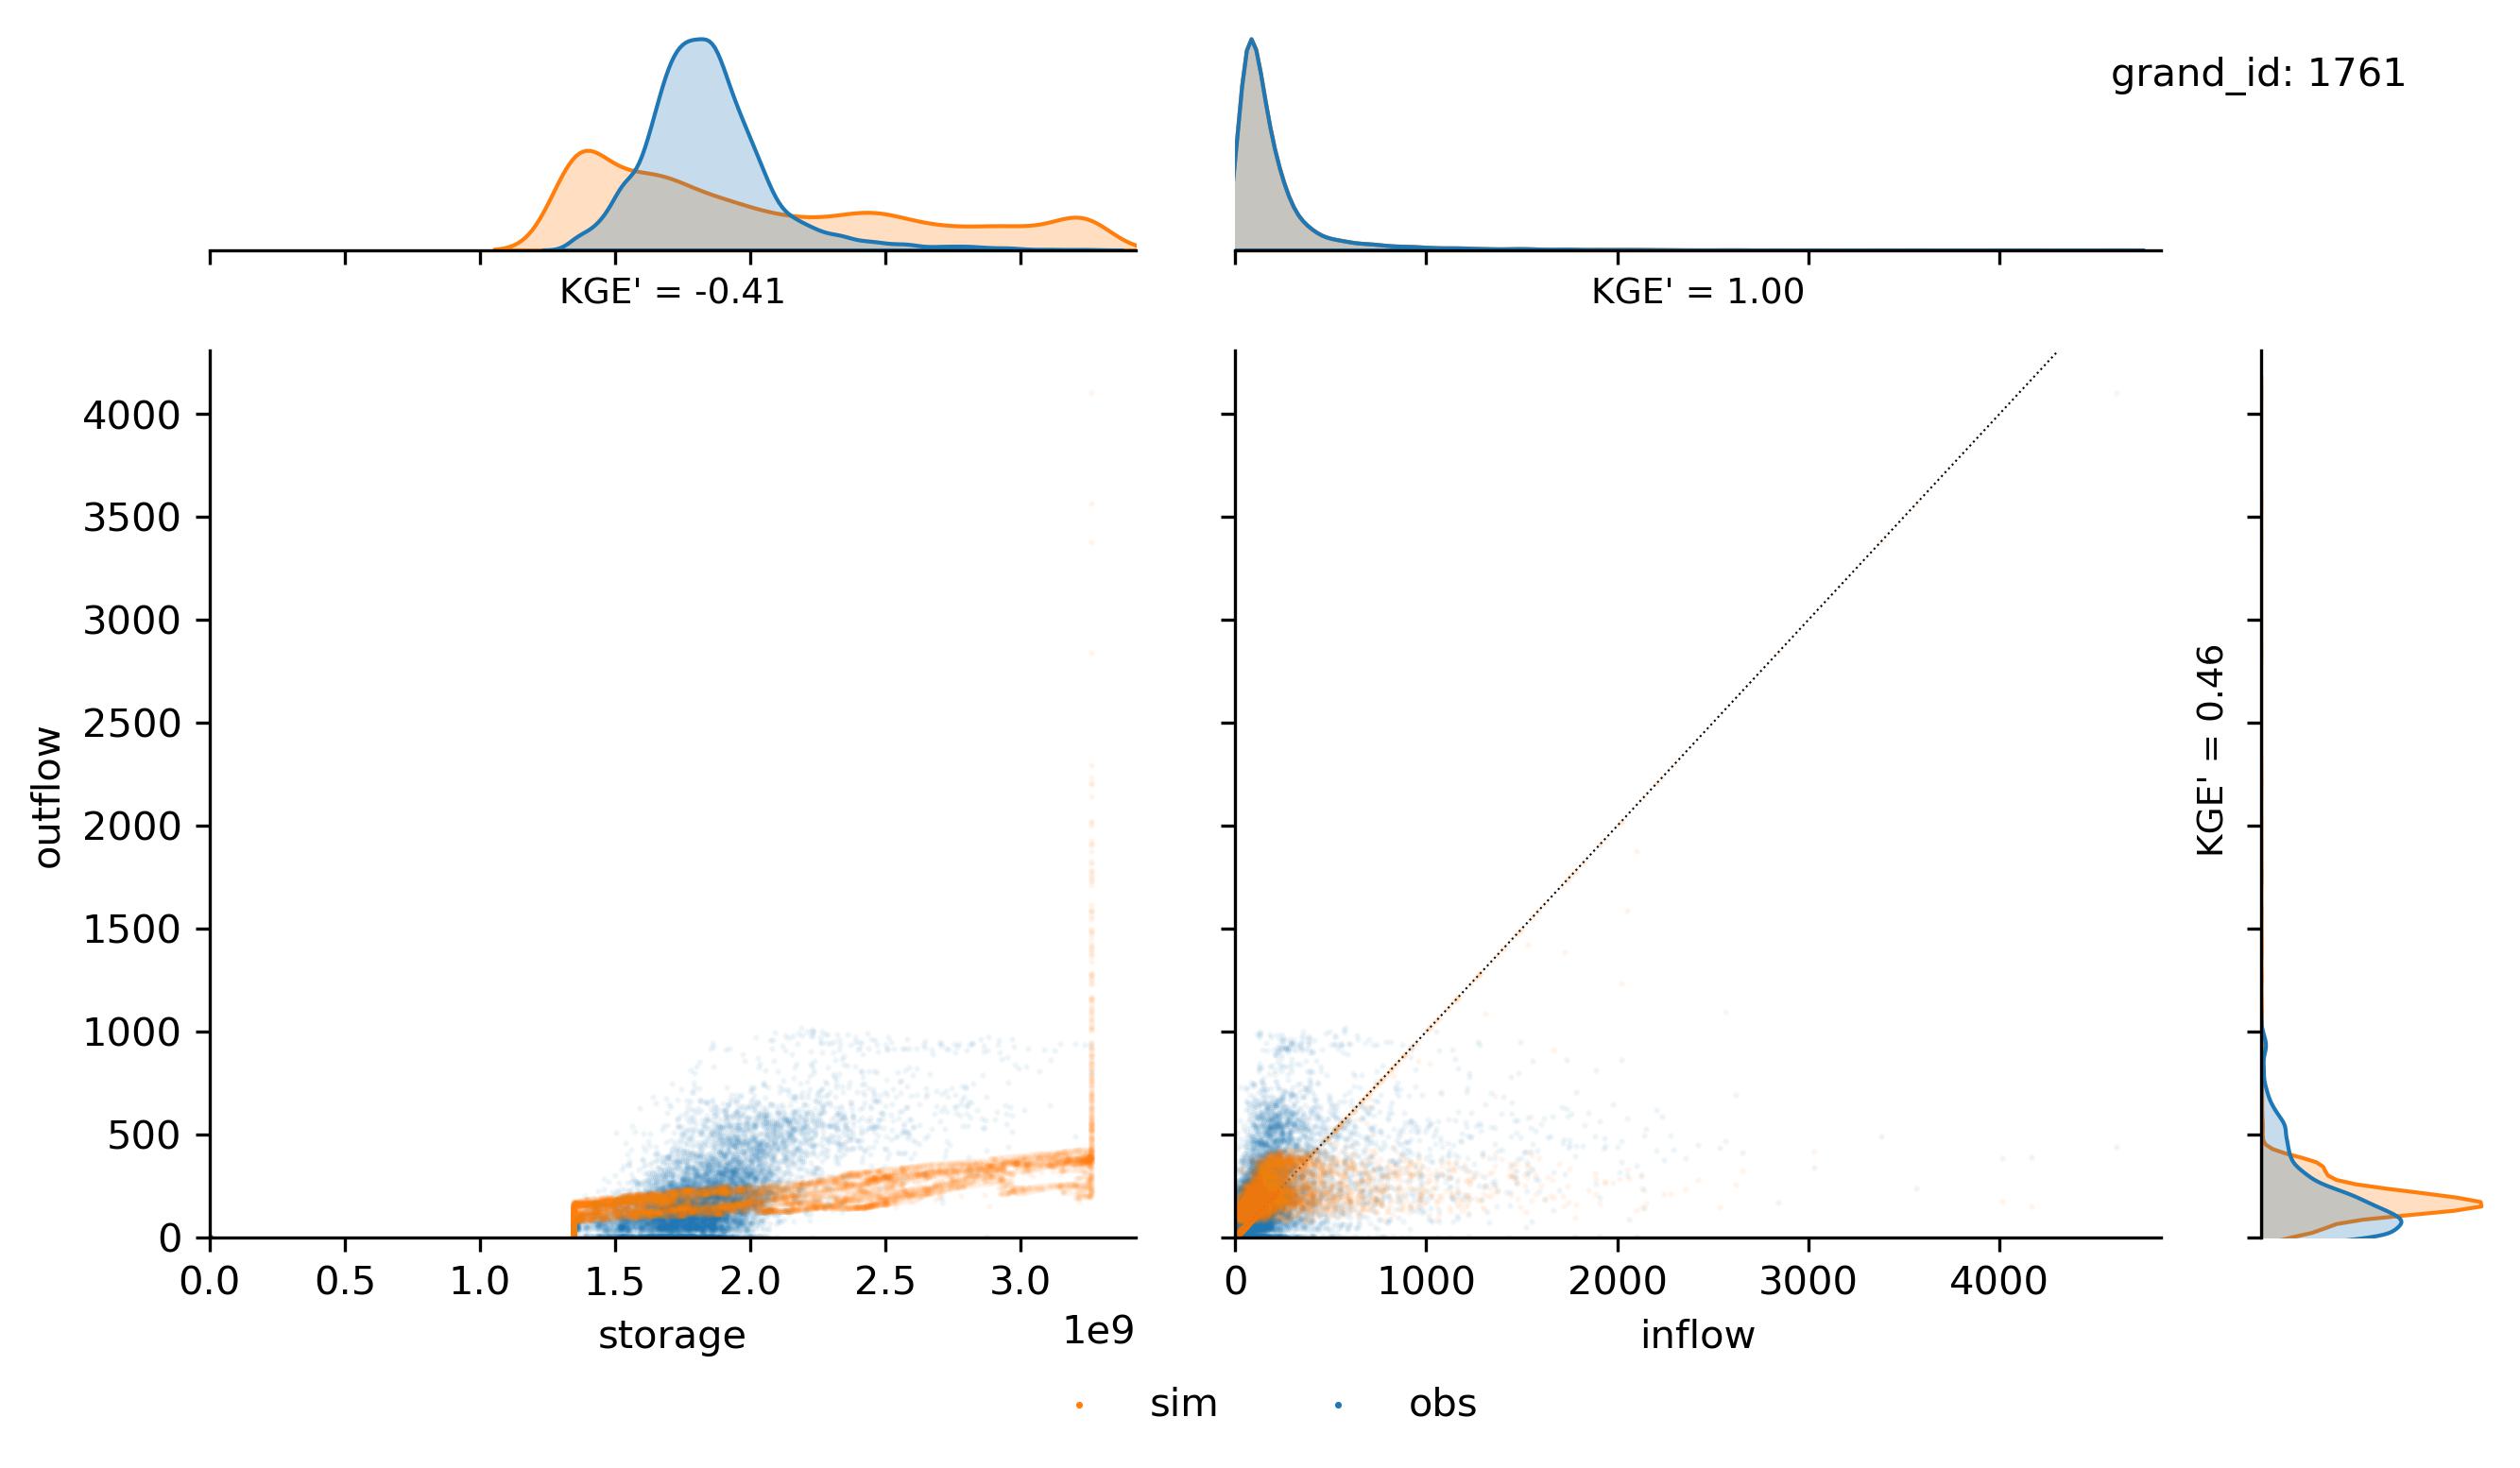 grand_id: 1761
KGE' = -0.41
KGE' = 1.00
4000
3500
3000
2500
2000
1500
1000
500
0
outflow
KGE' = 0.46
0.0 0.5 1.0 1.5 2.0 2.5 3.0
0 1000 2000 3000 4000
1e9
storage
inflow
sim obs